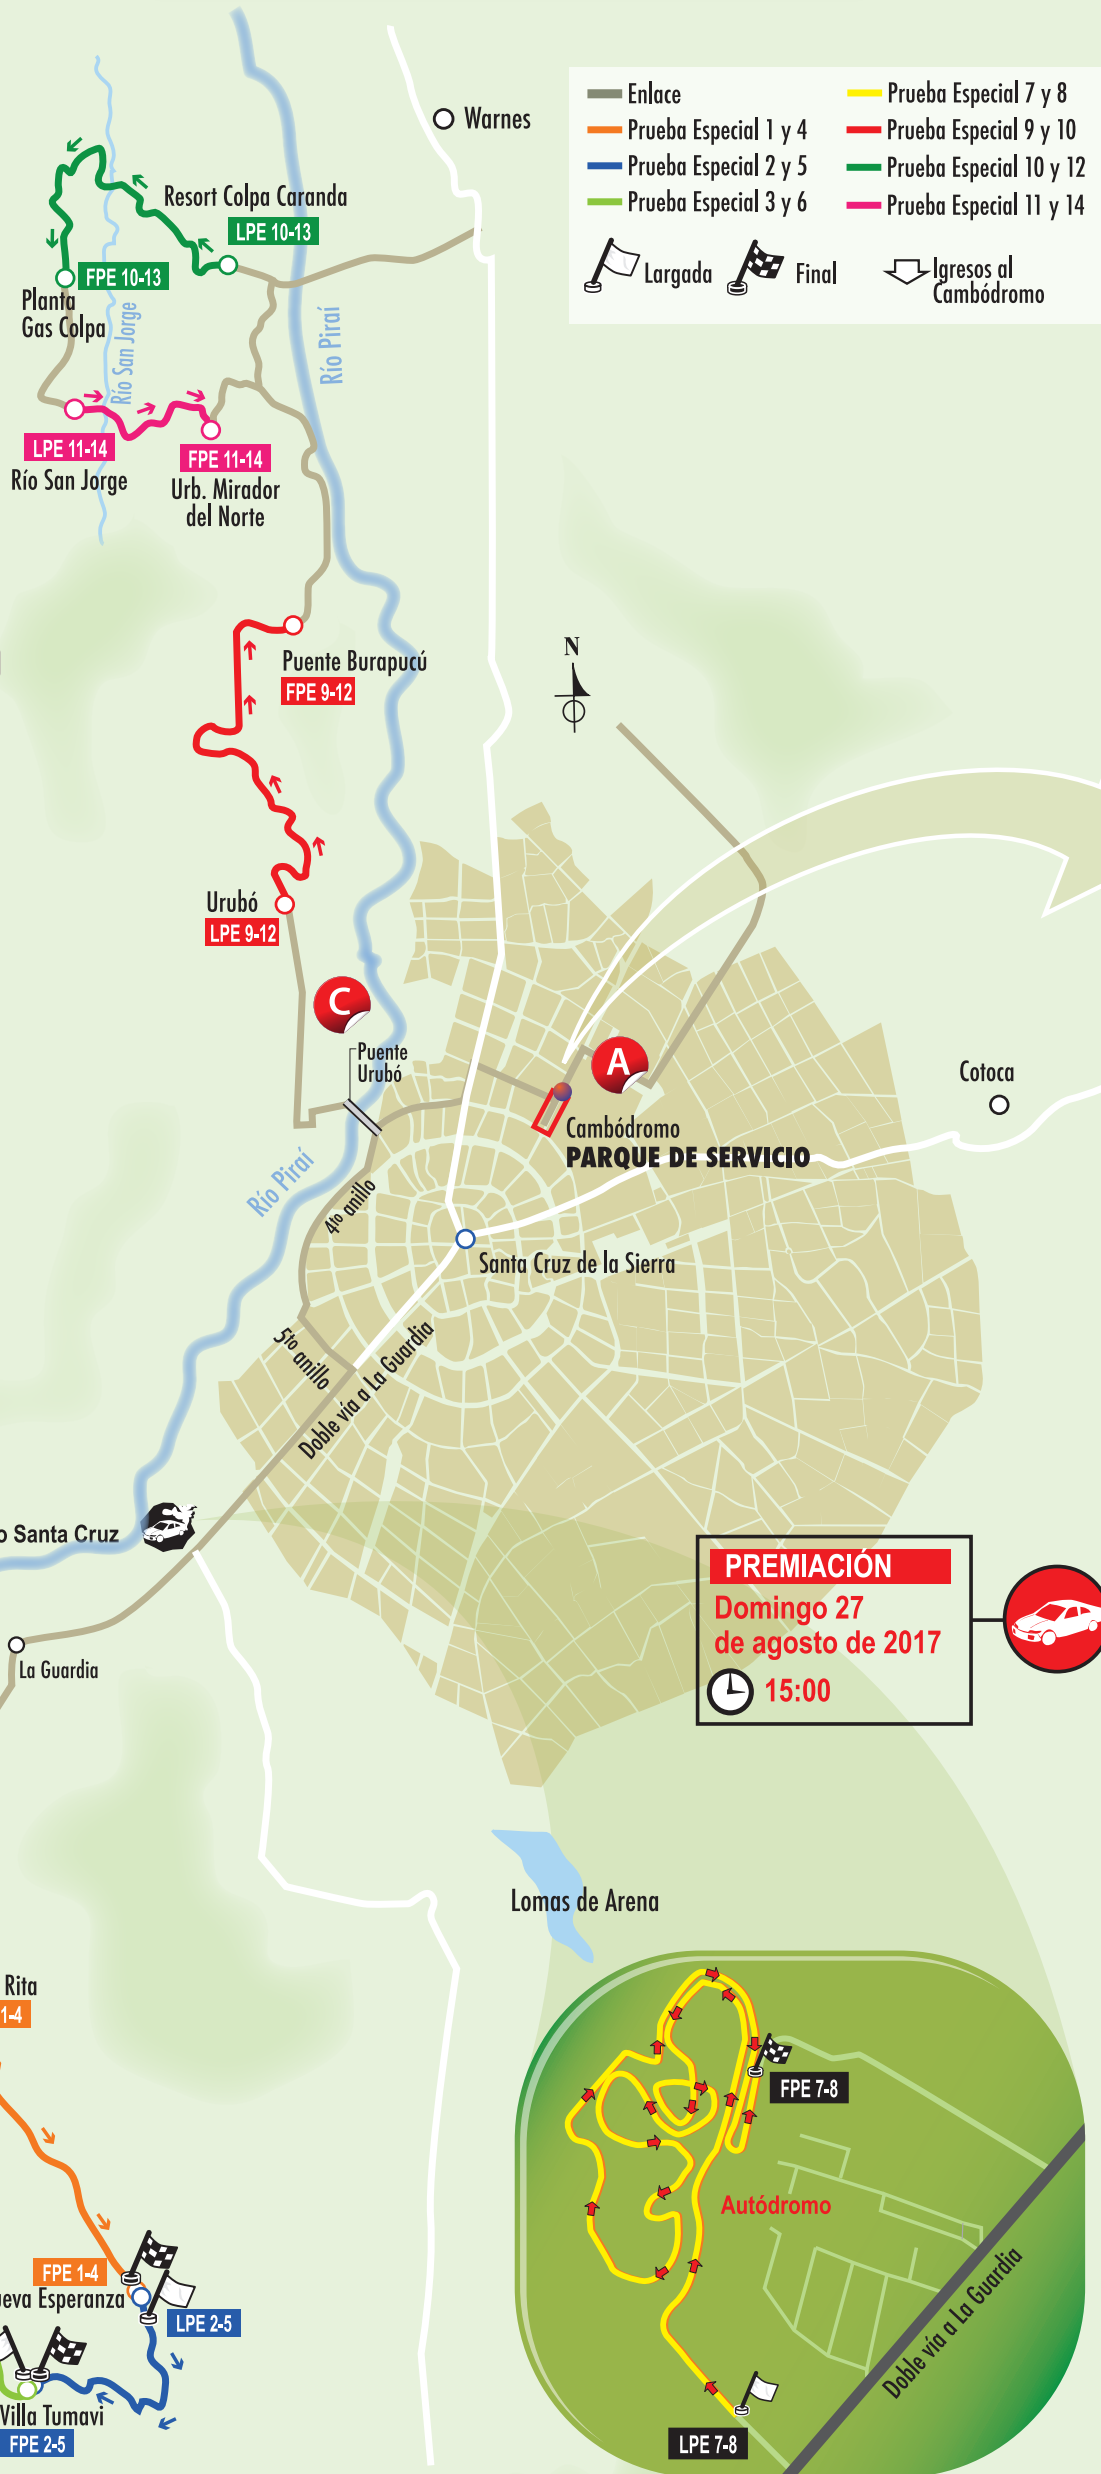 Enlace
Prueba Especial 1 y 4
Prueba Especial 2 y 5
Prueba Especial 3 y 6
Prueba Especial 7 y 8
Prueba Especial 9 y 10
Prueba Especial 10 y 12
Prueba Especial 11 y 14
Largada
Final
Igresos al
Cambódromo
Warnes
Resort Colpa Caranda
LPE 10-13
FPE 10-13
Planta
Gas Colpa
Río San Jorge
Río Piraí
LPE 11-14
Río San Jorge
FPE 11-14
Urb. Mirador
del Norte
N
Puente Burapucú
FPE 9-12
Urubó
LPE 9-12
C
Puente
Urubó
A
Cotoca
Cambódromo
PARQUE DE SERVICIO
Río Piraí
4to anillo
Santa Cruz de la Sierra
5to anillo
Doble vía a La Guardia
o Santa Cruz
La Guardia
PREMIACIÓN
Domingo 27
de agosto de 2017
15:00
Lomas de Arena
Rita
1-4
FPE 7-8
Autódromo
FPE 1-4
eva Esperanza
LPE 2-5
Doble vía a La Guardia
Villa Tumavi
FPE 2-5
LPE 7-8